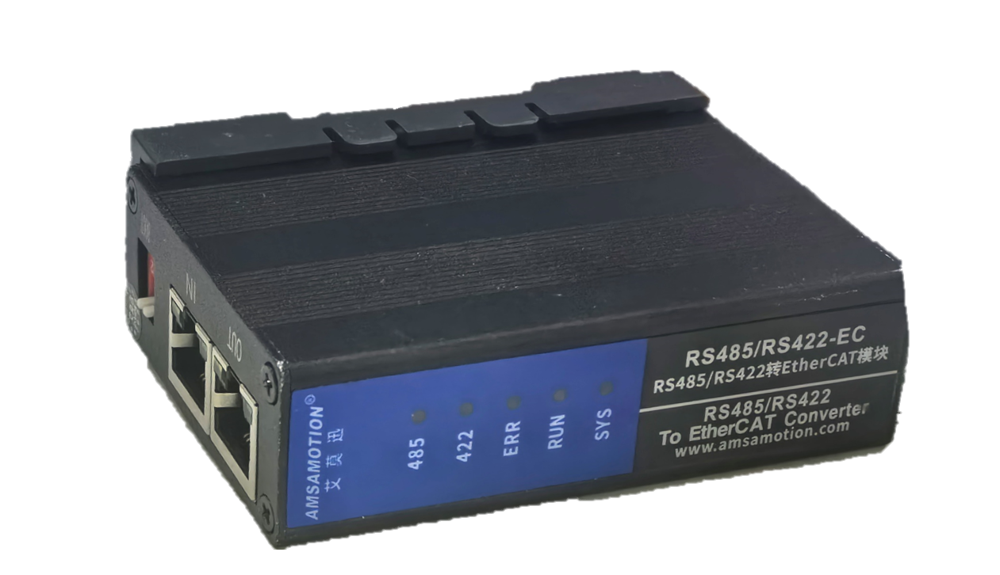 IN
OUT
AMSAMOTION®
艾莫迅
485
422
ERR
RUN
SYS
RS485/RS422-EC
RS485/RS422转EtherCAT模块
RS485/RS422
To EtherCAT Converter
www.amsamotion.com